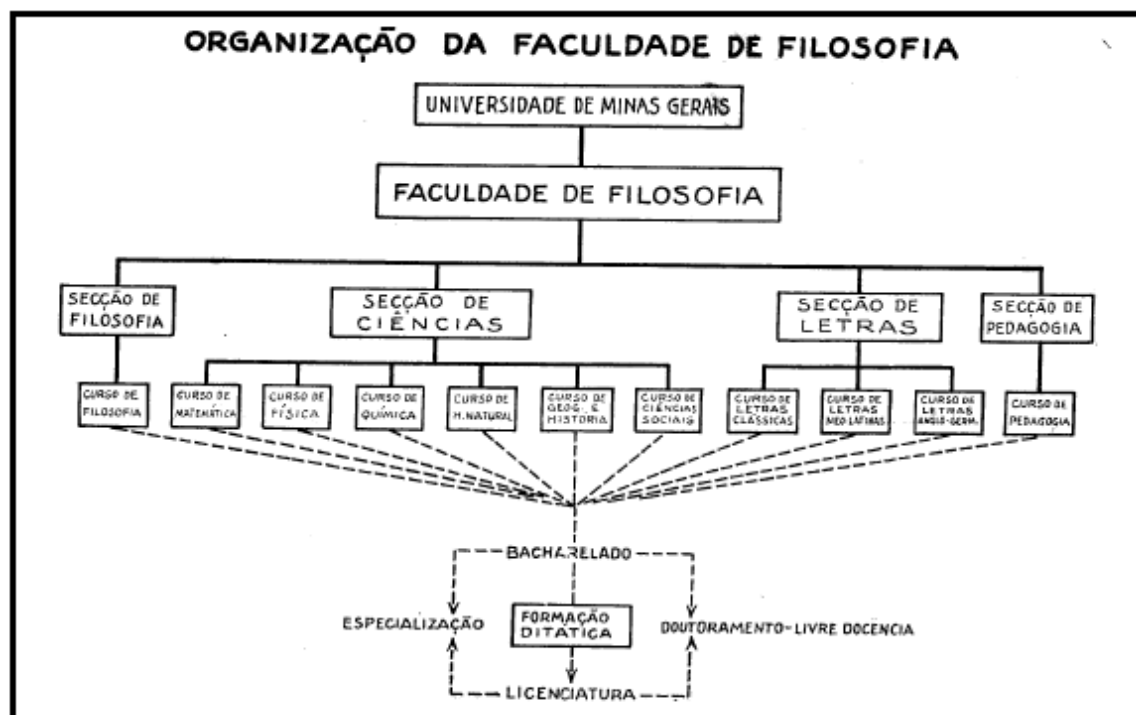 ORGANIZAÇÃO DA FACULDADE DE FILOSOFIA
UNIVERSIDADE DE MINAS GERAIS
FACULDADE DE FILOSOFIA
SECÇÃO DE
FILOSOFIA
SECÇÃO DE
CIÊNCIAS
SECÇÃO DE
LETRAS
SECÇÃO DE
PEDAGOGIA
CURSO DE
FILOSOFIA
CURSO DE
MATEMÁTICA
CURSO DE
FÍSICA
CURSO DE
QUÍMICA
CURSO DE
H. NATURAL
CURSO DE
GEOG. E
HISTÓRIA
CURSO DE
CIÊNCIAS
SOCIAIS
CURSO DE
LETRAS
CLÁSSICAS
CURSO DE
LETRAS
NEO LATINAS
CURSO DE
LETRAS
ANGLO-GERM.
CURSO DE
PEDAGOGIA
BACHARELADO
ESPECIALIZAÇÃO
FORMAÇÃO
DITÁTICA
DOUTORAMENTO-LIVRE DOCÊNCIA
LICENCIATURA